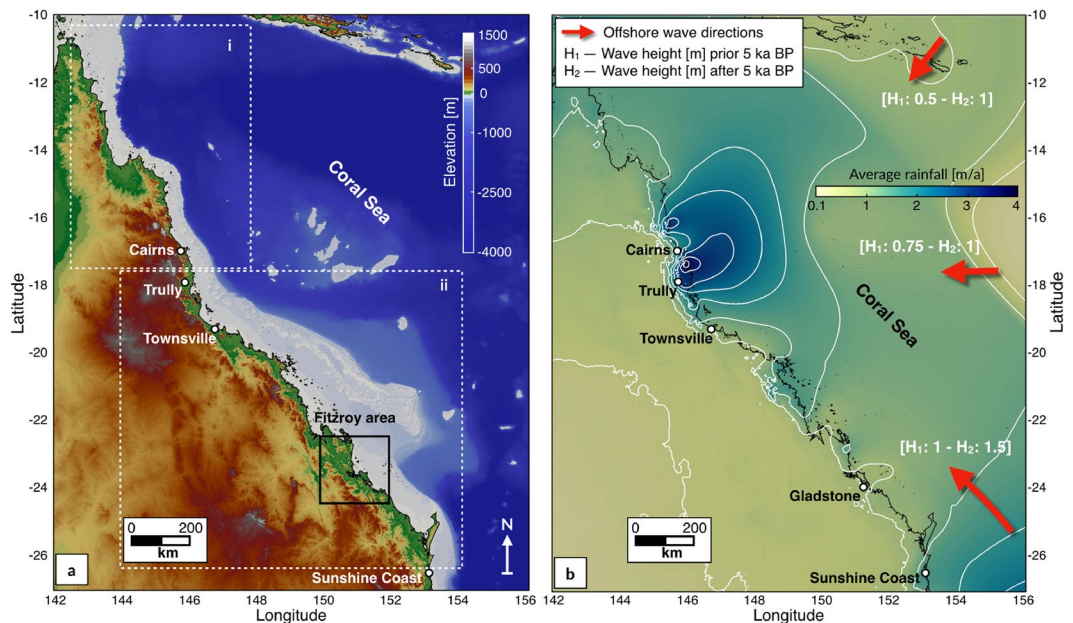 -10
-12
-14
-16
-18
-20
-22
-24
-26
Latitude
i
ii
1500
500
0
-1000
-2500
-4000
Elevation [m]
Coral Sea
Cairns
Trully
Townsville
Fitzroy area
0 200
km
N
a
Sunshine Coast
142 144 146 148 150 152 154 156
Longitude
Offshore wave directions
H₁ — Wave height [m] prior 5 ka BP
H₂ — Wave height [m] after 5 ka BP
[H₁: 0.5 - H₂: 1]
Average rainfall [m/a]
0.1 1 2 3 4
Cairns
[H₁: 0.75 - H₂: 1]
Trully
Coral Sea
Townsville
[H₁: 1 - H₂: 1.5]
Gladstone
0 200
km
b
Sunshine Coast
142 144 146 148 150 152 154 156
Longitude
-10
-12
-14
-16
-18
-20
-22
-24
-26
Latitude